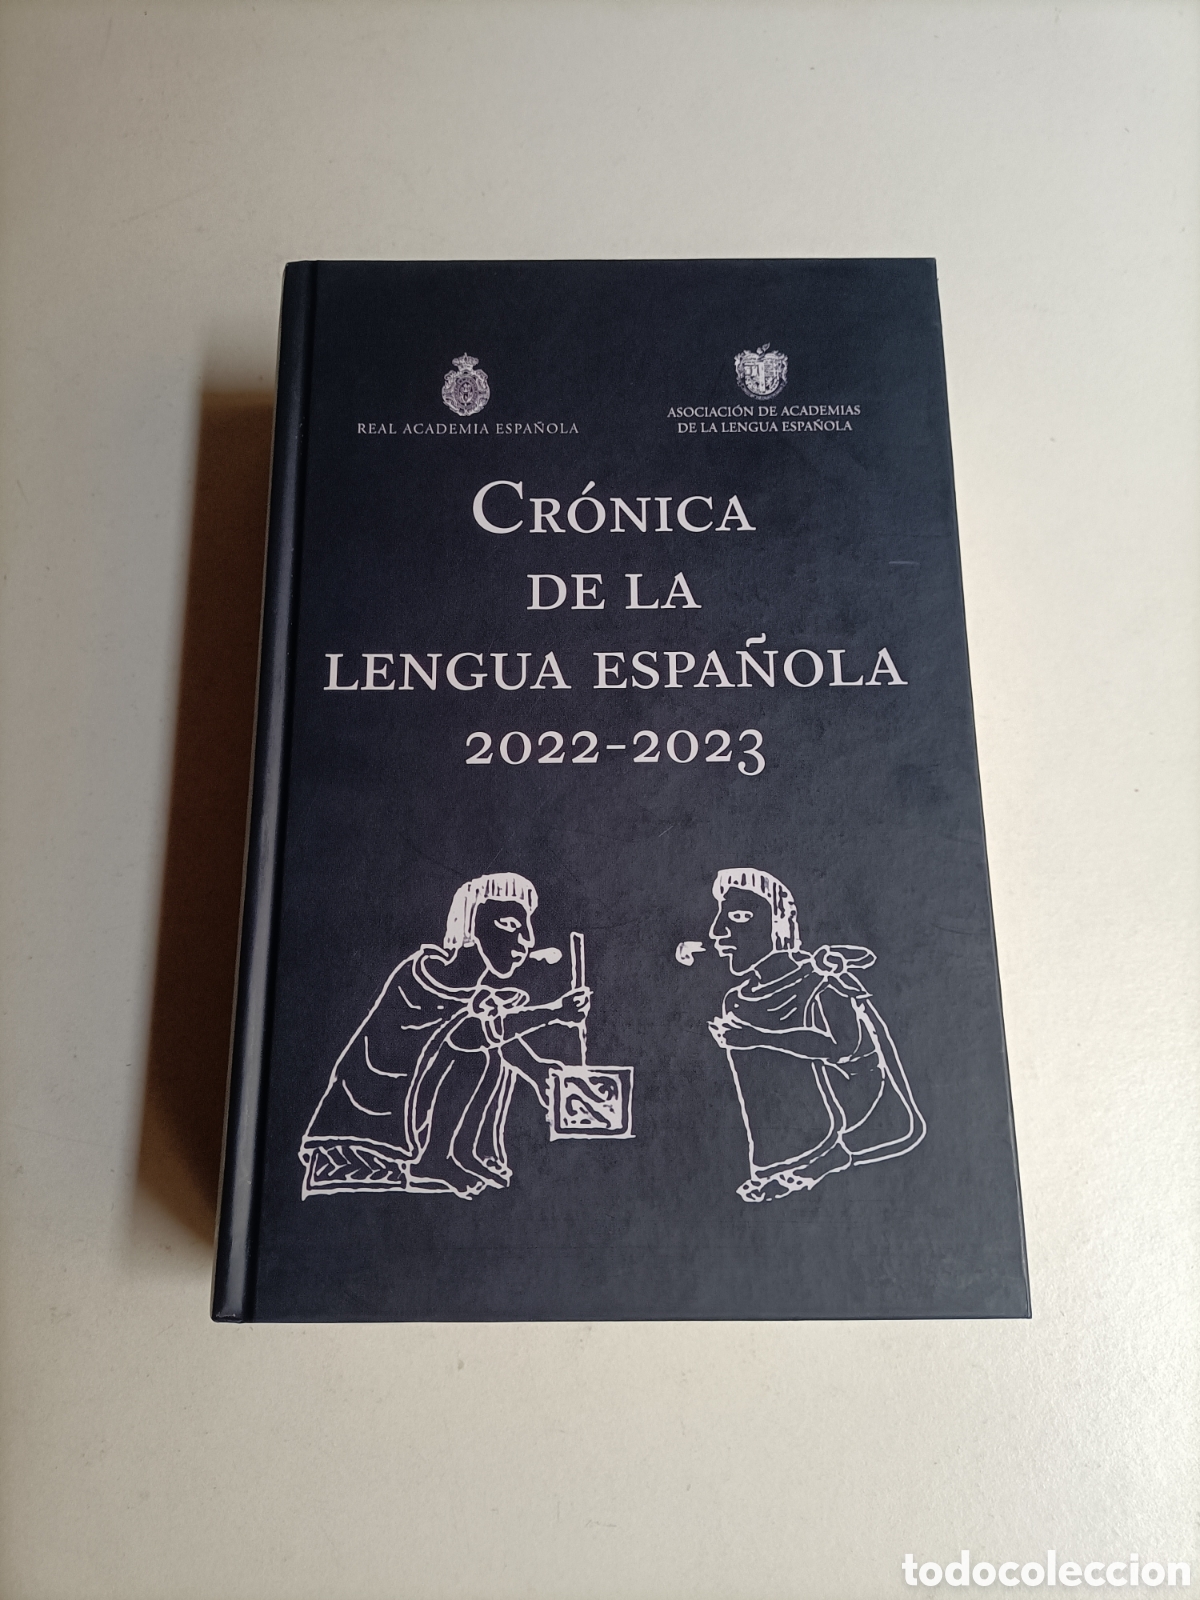 REAL ACADEMIA ESPAÑOLA
ASOCIACIÓN DE ACADEMIAS
DE LA LENGUA ESPAÑOLA
CRÓNICA
DE LA
LENGUA ESPAÑOLA
2022-2023
todocoleccion